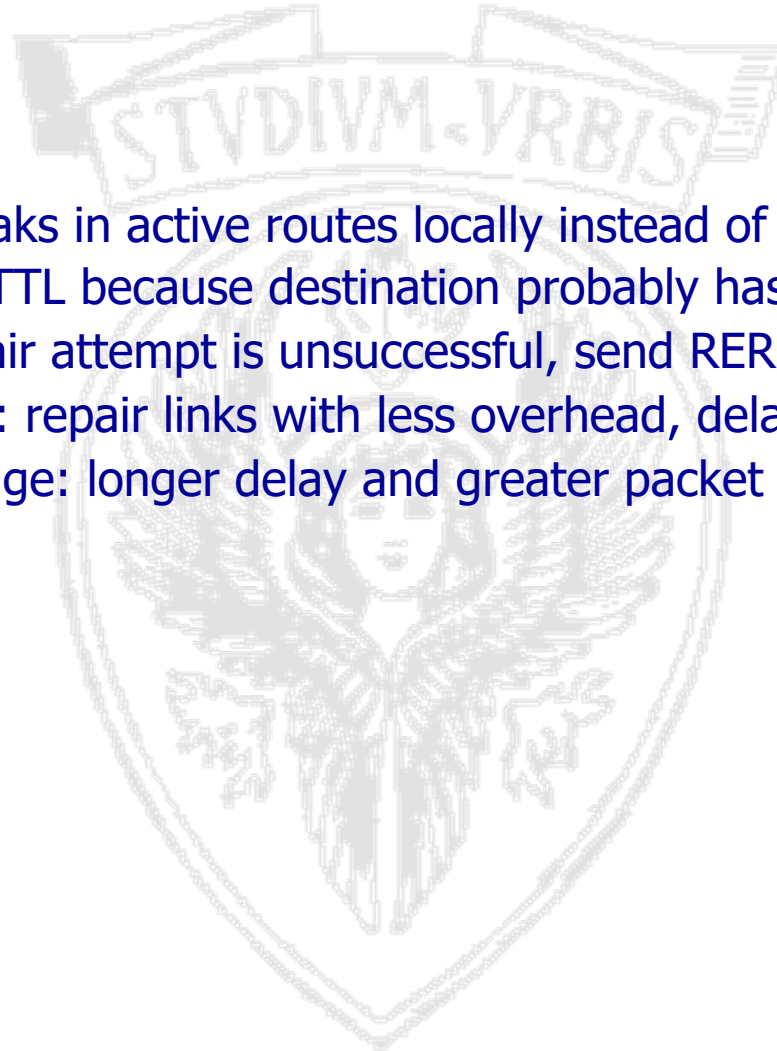 STVDIVM VRBIS
aks in active routes locally instead of
TTL because destination probably has
air attempt is unsuccessful, send RER
: repair links with less overhead, dela
ge: longer delay and greater packet